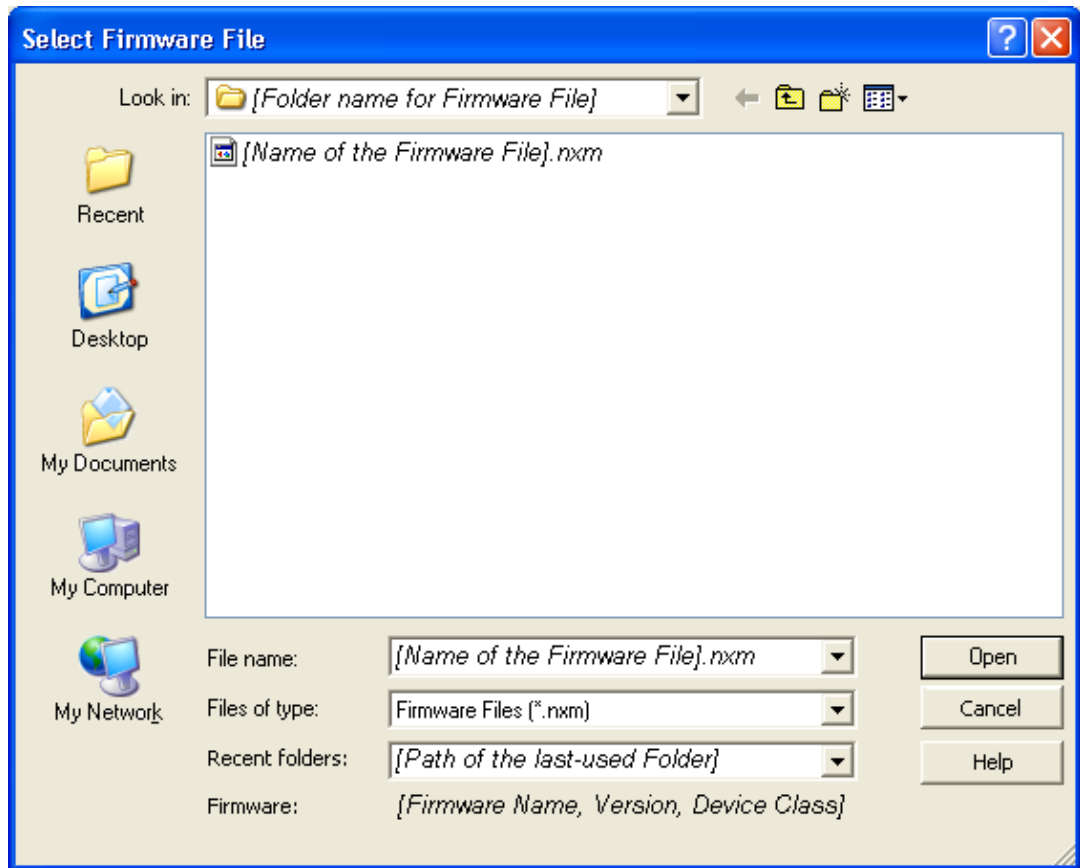 Select Firmware File
Look in: [Folder name for Firmware File]
[Name of the Firmware File].nxm
Recent
Desktop
My Documents
My Computer
My Network
File name: [Name of the Firmware File].nxm Open
Files of type: Firmware Files (*.nxm) Cancel
Recent folders: [Path of the last-used Folder] Help
Firmware: [Firmware Name, Version, Device Class]